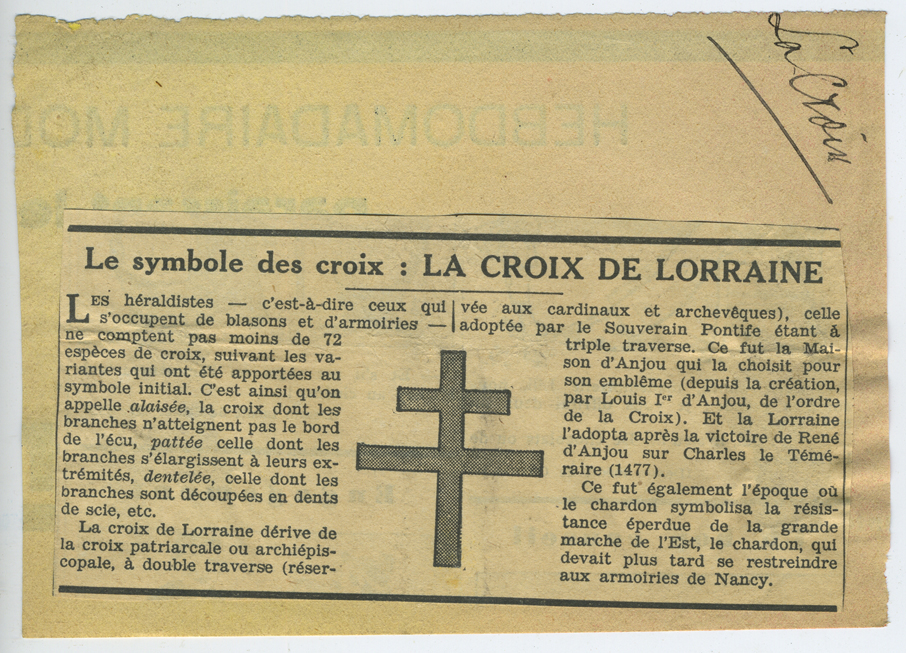 La Croix
HEBDOMADAIRE
Le symbole des croix : LA CROIX DE LORRAINE
LES héraldistes — c'est-à-dire ceux qui
s'occupent de blasons et d'armoiries —
ne comptent pas moins de 72
espèces de croix, suivant les va-
riantes qui ont été apportées au
symbole initial. C'est ainsi qu'on
appelle alaisée, la croix dont les
branches n'atteignent pas le bord
de l'écu, pattée celle dont les
branches s'élargissent à leurs ex-
trémités, dentelée, celle dont les
branches sont découpées en dents
de scie, etc.
La croix de Lorraine dérive de
la croix patriarcale ou archiépis-
copale, à double traverse (réser-
vée aux cardinaux et archevêques), celle
adoptée par le Souverain Pontife étant à
triple traverse. Ce fut la Mai-
son d'Anjou qui la choisit pour
son emblême (depuis la création,
par Louis Ier d'Anjou, de l'ordre
de la Croix). Et la Lorraine
l'adopta après la victoire de René
d'Anjou sur Charles le Témé-
raire (1477).
Ce fut également l'époque où
le chardon symbolisa la résis-
tance éperdue de la grande
marche de l'Est, le chardon, qui
devait plus tard se restreindre
aux armoiries de Nancy.